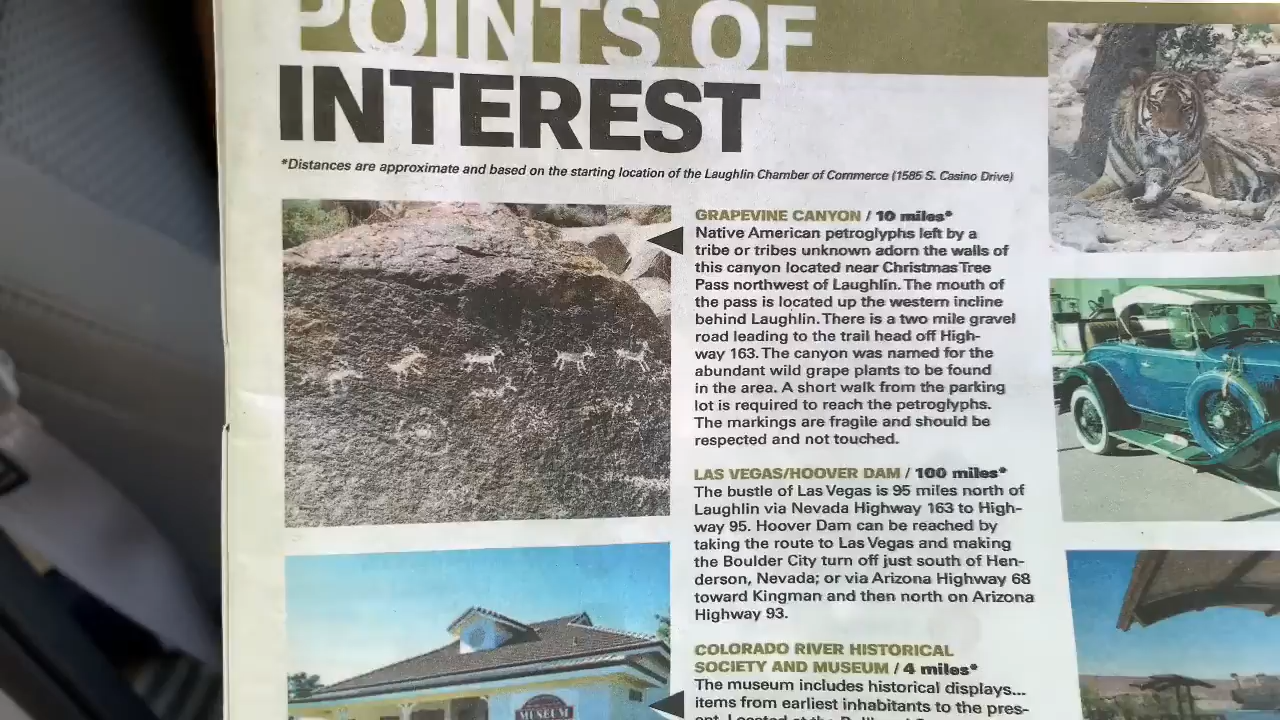 POINTS OF
INTEREST
*Distances are approximate and based on the starting location of the Laughlin Chamber of Commerce (1585 S. Casino Drive)
GRAPEVINE CANYON / 10 miles*
Native American petroglyphs left by a
tribe or tribes unknown adorn the walls of
this canyon located near Christmas Tree
Pass northwest of Laughlin. The mouth of
the pass is located up the western incline
behind Laughlin. There is a two mile gravel
road leading to the trail head off High-
way 163. The canyon was named for the
abundant wild grape plants to be found
in the area. A short walk from the parking
lot is required to reach the petroglyphs.
The markings are fragile and should be
respected and not touched.
LAS VEGAS/HOOVER DAM / 100 miles*
The bustle of Las Vegas is 95 miles north of
Laughlin via Nevada Highway 163 to High-
way 95. Hoover Dam can be reached by
taking the route to Las Vegas and making
the Boulder City turn off just south of Hen-
derson, Nevada; or via Arizona Highway 68
toward Kingman and then north on Arizona
Highway 93.
COLORADO RIVER HISTORICAL
SOCIETY AND MUSEUM / 4 miles*
The museum includes historical displays...
items from earliest inhabitants to the pres-
ent. Located at the
MUSEUM